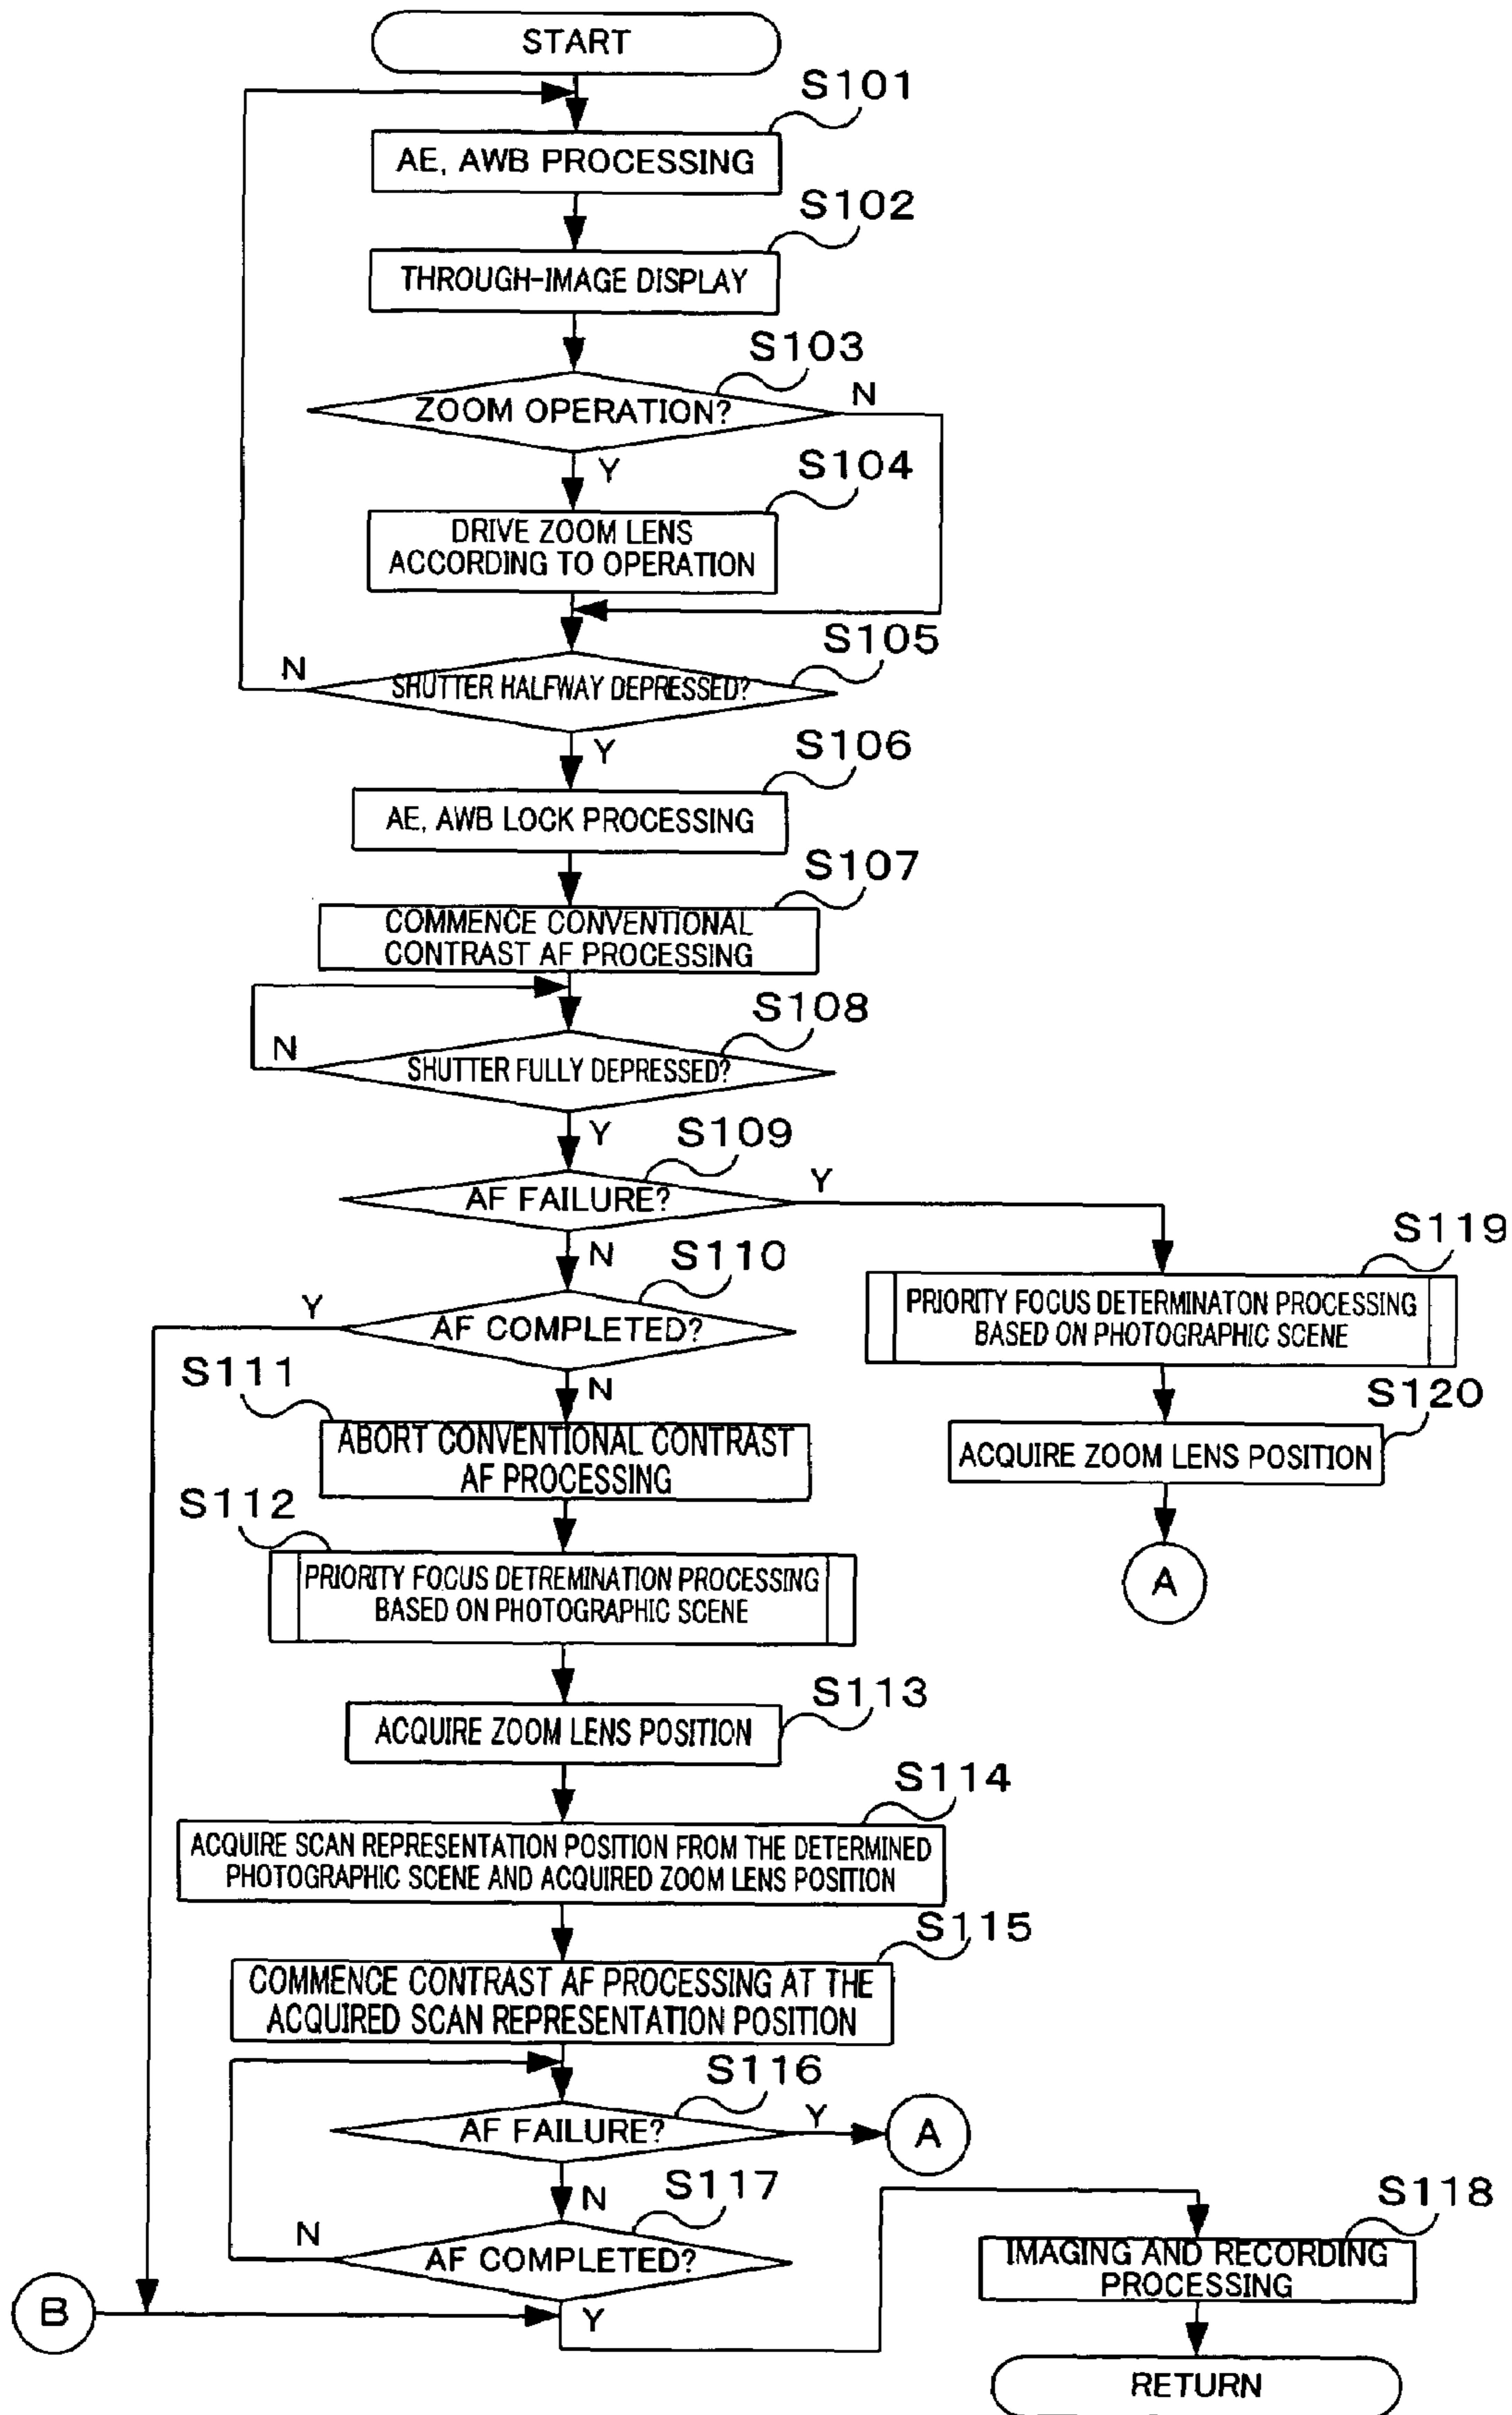 START
S101
AE, AWB PROCESSING
S102
THROUGH-IMAGE DISPLAY
S103
ZOOM OPERATION?
N
Y
S104
DRIVE ZOOM LENS
ACCORDING TO OPERATION
S105
N
SHUTTER HALFWAY DEPRESSED?
Y
S106
AE, AWB LOCK PROCESSING
S107
COMMENCE CONVENTIONAL
CONTRAST AF PROCESSING
S108
N
SHUTTER FULLY DEPRESSED?
Y
S109
AF FAILURE?
Y
N
S110
Y
AF COMPLETED?
N
S119
PRIORITY FOCUS DETERMINATON PROCESSING
BASED ON PHOTOGRAPHIC SCENE
S120
ACQUIRE ZOOM LENS POSITION
A
S111
ABORT CONVENTIONAL CONTRAST
AF PROCESSING
S112
PRIORITY FOCUS DETREMINATION PROCESSING
BASED ON PHOTOGRAPHIC SCENE
S113
ACQUIRE ZOOM LENS POSITION
S114
ACQUIRE SCAN REPRESENTATION POSITION FROM THE DETERMINED
PHOTOGRAPHIC SCENE AND ACQUIRED ZOOM LENS POSITION
S115
COMMENCE CONTRAST AF PROCESSING AT THE
ACQUIRED SCAN REPRESENTATION POSITION
S116
AF FAILURE?
Y
A
N
S117
N
AF COMPLETED?
Y
B
S118
IMAGING AND RECORDING
PROCESSING
RETURN